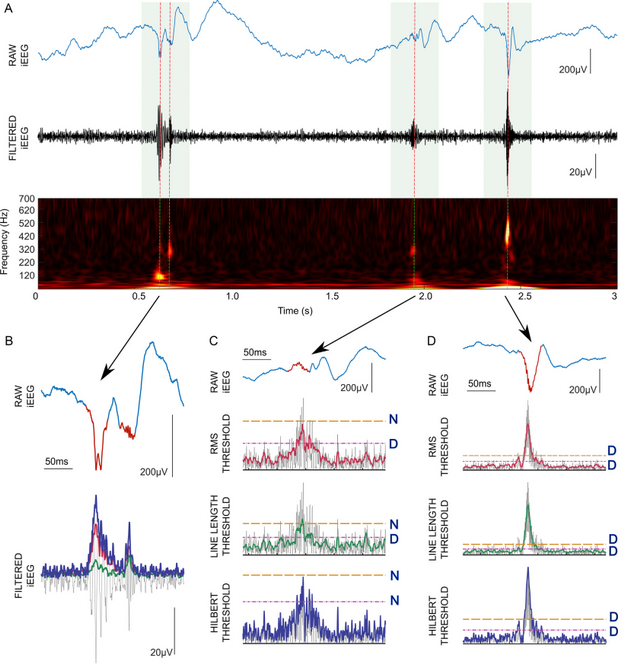 A
RAW
iEEG
200µV
FILTERED
iEEG
20µV
Frequency (Hz)
700
620
520
420
320
220
120
0
0.5
1.0
1.5
2.0
2.5
3
Time (s)
B
RAW
iEEG
50ms
200µV
FILTERED
iEEG
20µV
C
50ms
RAW
iEEG
200µV
RMS
THRESHOLD
N
D
LINE LENGTH
THRESHOLD
N
D
HILBERT
THRESHOLD
N
N
D
RAW
iEEG
50ms
200µV
RMS
THRESHOLD
D
D
LINE LENGTH
THRESHOLD
D
D
HILBERT
THRESHOLD
D
D